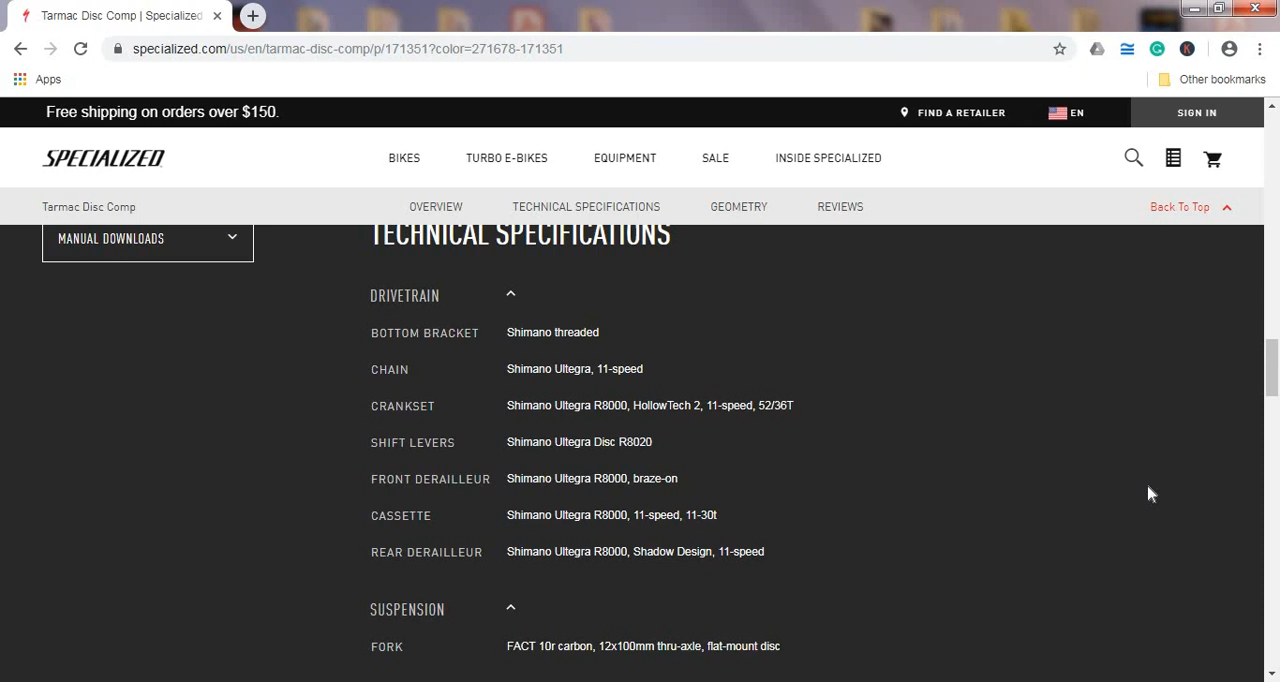 Tarmac Disc Comp | Specialized
specialized.com/us/en/tarmac-disc-comp/p/171351?color=271678-171351
Apps
Other bookmarks
Free shipping on orders over $150.
FIND A RETAILER
EN
SIGN IN
SPECIALIZED
BIKES
TURBO E-BIKES
EQUIPMENT
SALE
INSIDE SPECIALIZED
Tarmac Disc Comp
OVERVIEW
TECHNICAL SPECIFICATIONS
GEOMETRY
REVIEWS
Back To Top
MANUAL DOWNLOADS
TECHNICAL SPECIFICATIONS
DRIVETRAIN
BOTTOM BRACKET Shimano threaded
CHAIN Shimano Ultegra, 11-speed
CRANKSET Shimano Ultegra R8000, HollowTech 2, 11-speed, 52/36T
SHIFT LEVERS Shimano Ultegra Disc R8020
FRONT DERAILLEUR Shimano Ultegra R8000, braze-on
CASSETTE Shimano Ultegra R8000, 11-speed, 11-30t
REAR DERAILLEUR Shimano Ultegra R8000, Shadow Design, 11-speed
SUSPENSION
FORK FACT 10r carbon, 12x100mm thru-axle, flat-mount disc